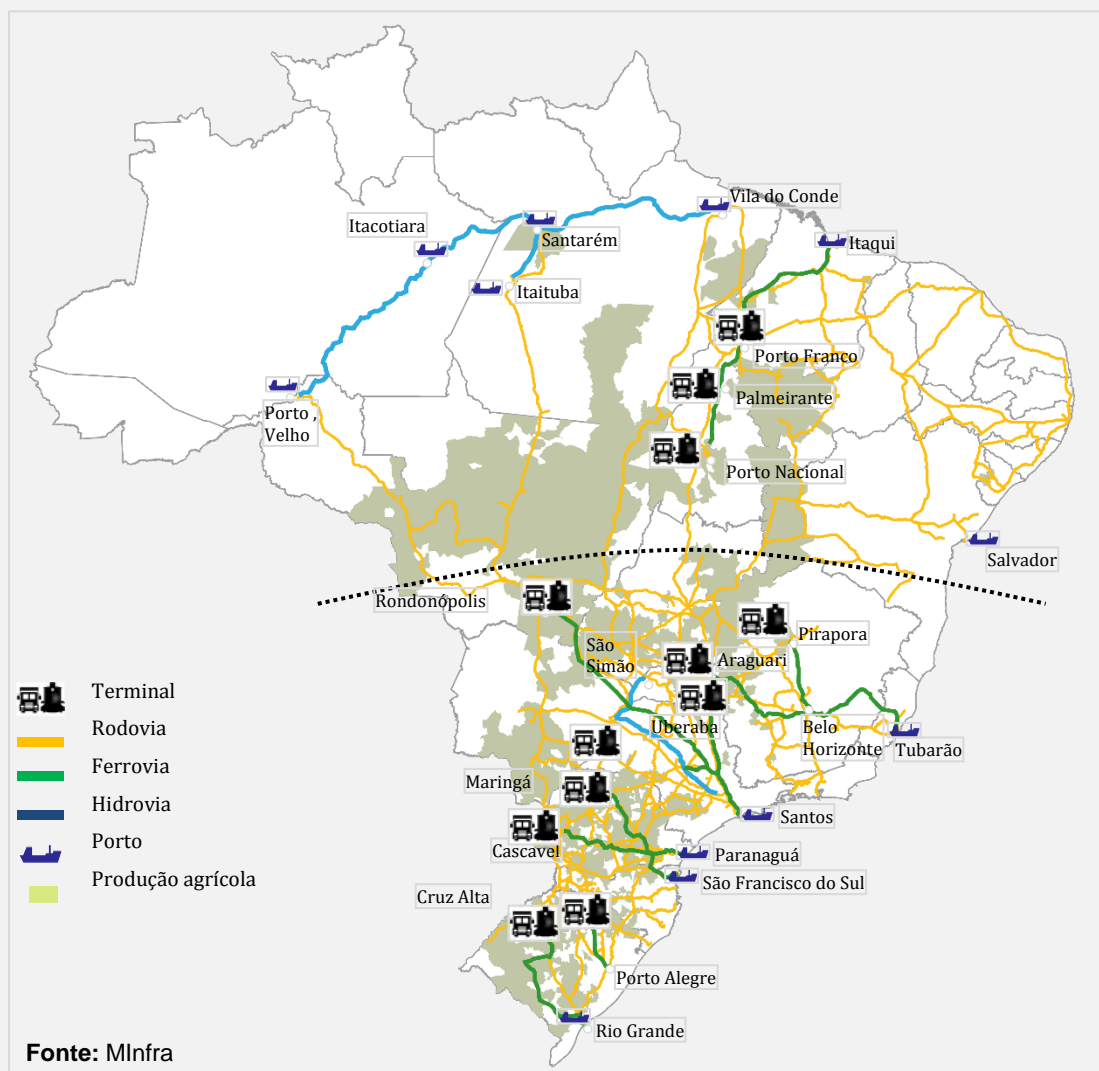 Vila do Conde
Itacotiara
Santarém
Itaqui
Itaituba
Porto Franco
Palmeirante
Porto ,
Velho
Porto Nacional
Salvador
Rondonópolis
Pirapora
São
Simão
Araguari
Uberaba
Belo
Horizonte
Tubarão
Maringá
Santos
Cascavel
Paranaguá
São Francisco do Sul
Cruz Alta
Porto Alegre
Rio Grande
Terminal
Rodovia
Ferrovia
Hidrovia
Porto
Produção agrícola
Fonte: MInfra